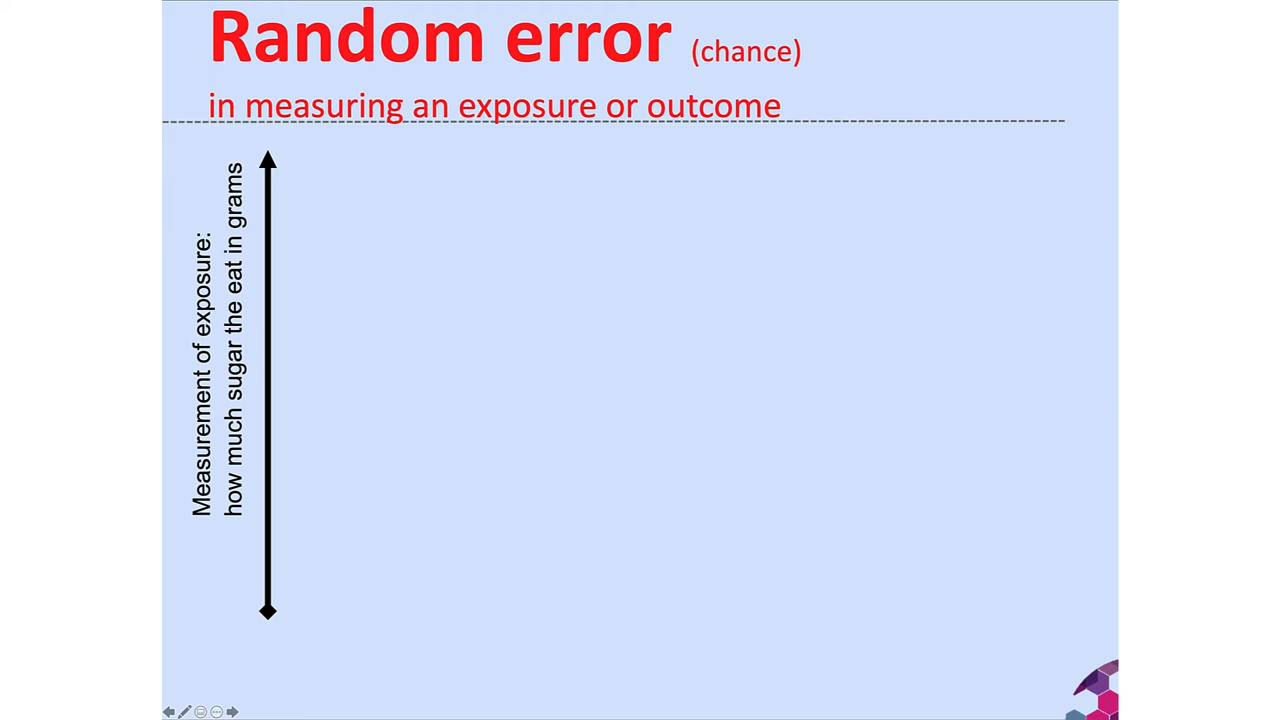 Random error (chance)
in measuring an exposure or outcome
Measurement of exposure:
how much sugar the eat in grams